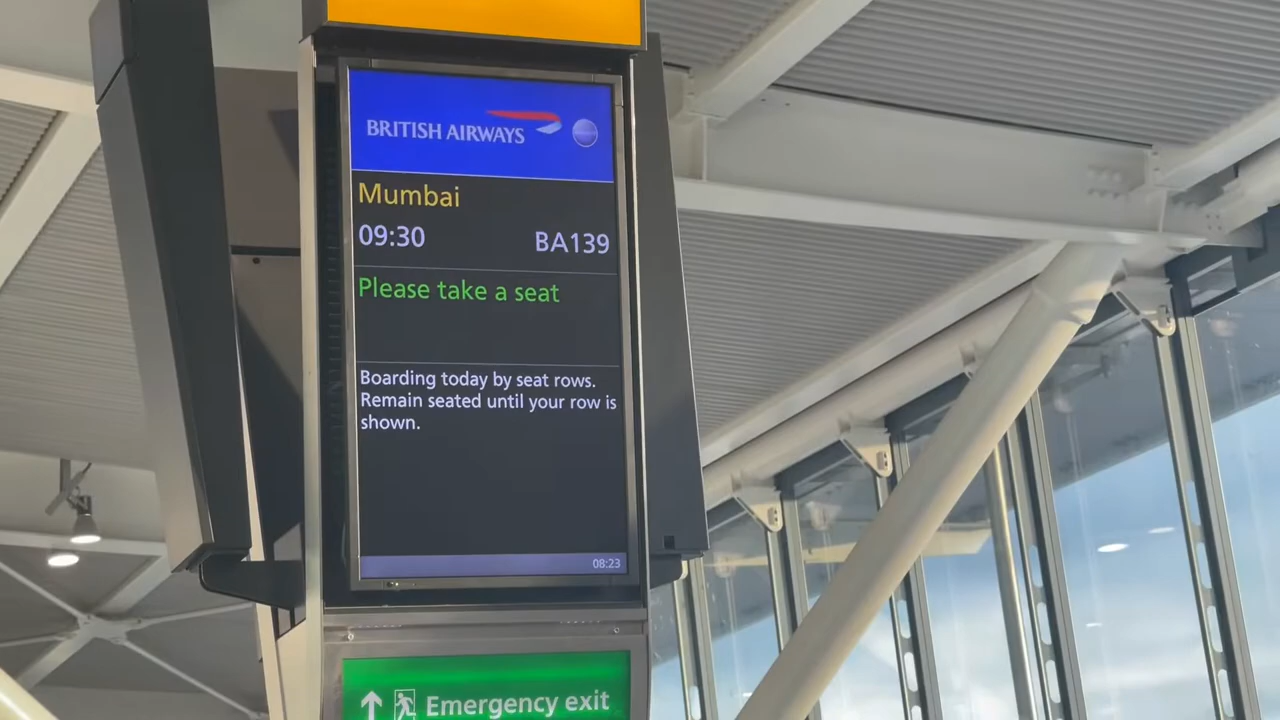 BRITISH AIRWAYS
Mumbai
09:30 BA139
Please take a seat
Boarding today by seat rows.
Remain seated until your row is
shown.
08:23
Emergency exit